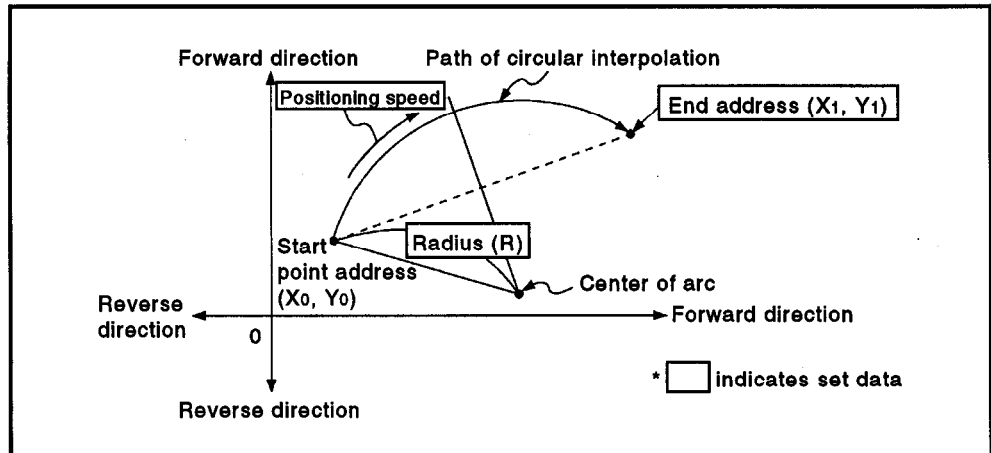 Forward direction
Path of circular interpolation
Positioning speed
End address (X1, Y1)
Radius (R)
Start
point address
(X0, Y0)
Center of arc
Reverse
direction
0
Forward direction
* indicates set data
Reverse direction